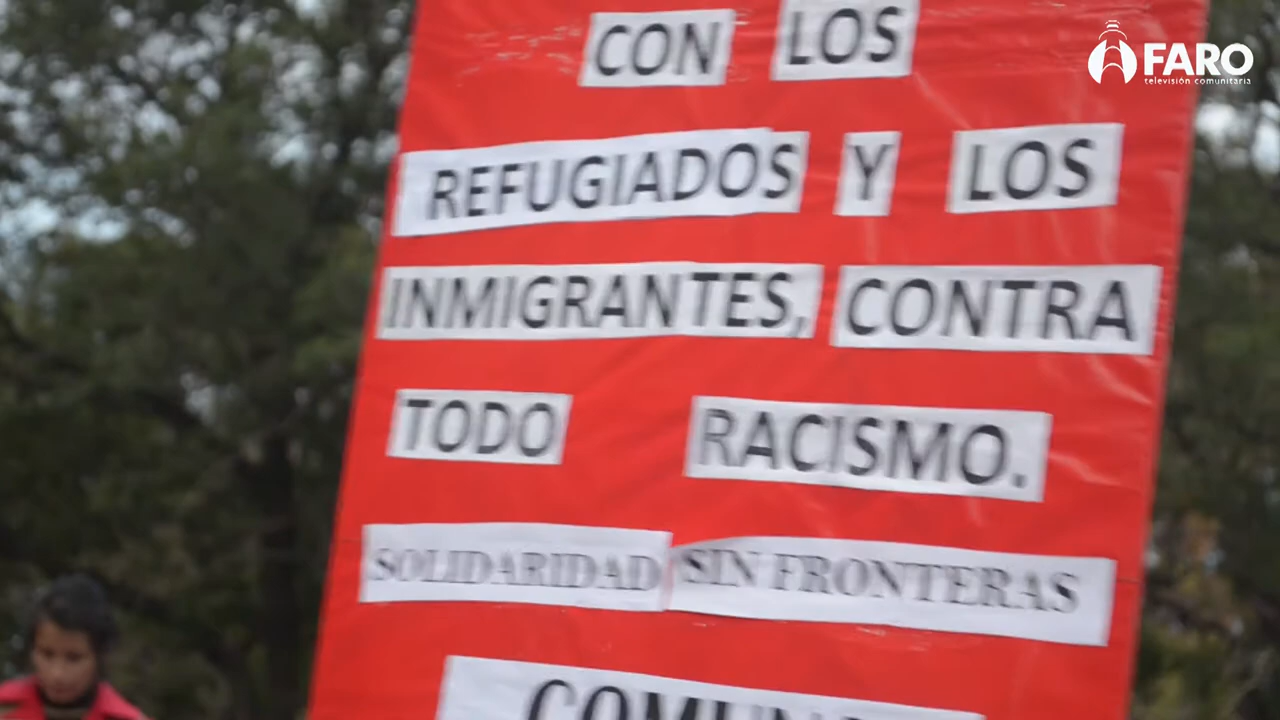 CON LOS
REFUGIADOS Y LOS
INMIGRANTES, CONTRA
TODO RACISMO.
SOLIDARIDAD SIN FRONTERAS
FARO
televisión comunitaria